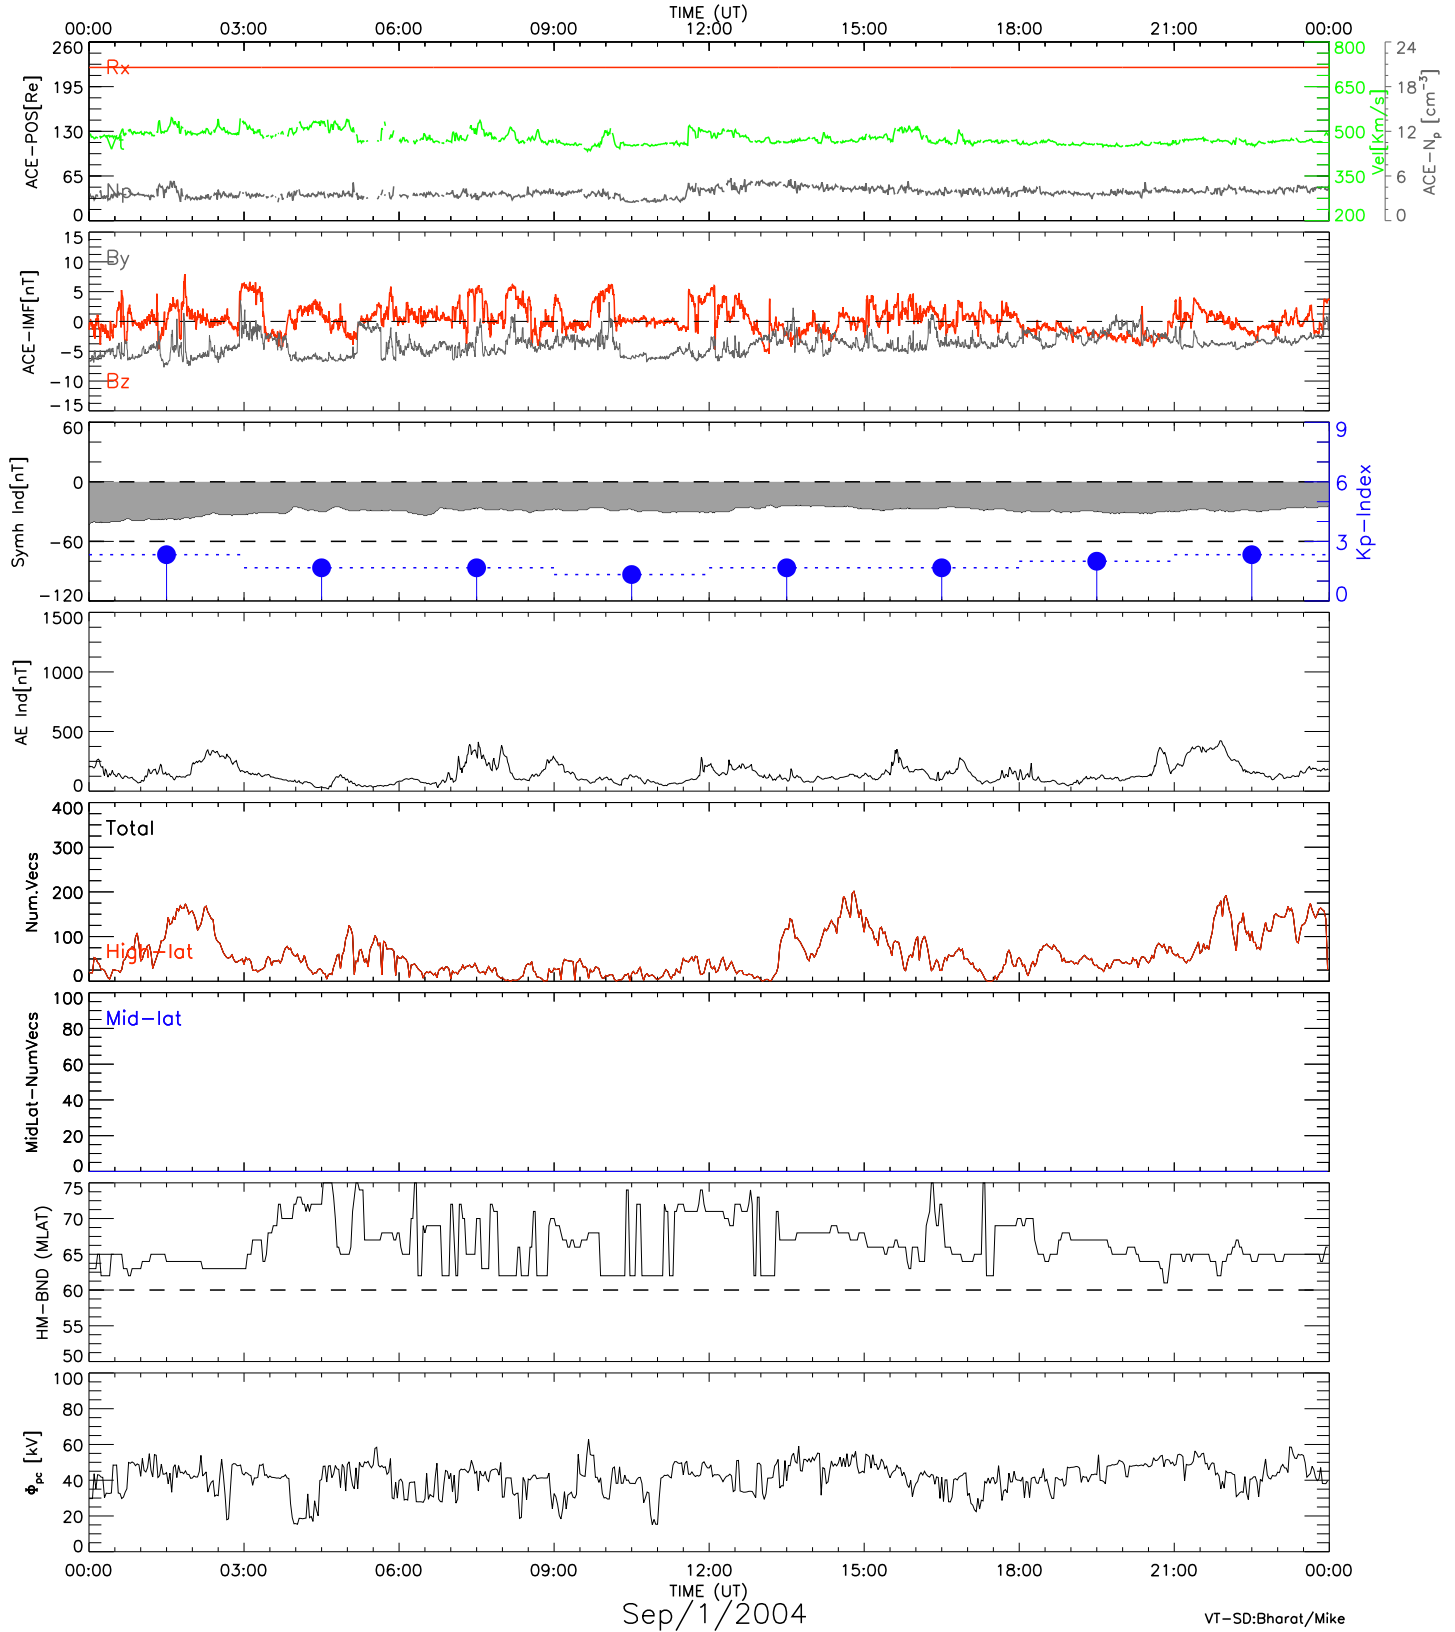 TIME (UT)
00:00 03:00 06:00 09:00 12:00 15:00 18:00 21:00 00:00
260 195 130 65 0
ACE-POS[Re]
Rx
Vt
Np
800 650 500 350 200
Vel[Km/s]
24 18 12 6 0
ACE-Np [cm-3]
15 10 5 0 -5 -10 -15
ACE-IMF[nT]
By
Bz
60 0 -60 -120
Symh Ind[nT]
9 6 3 0
Kp-Index
1500 1000 500 0
AE Ind[nT]
400 300 200 100 0
Num.Vecs
Total
High-lat
100 80 60 40 20 0
MidLat-NumVecs
Mid-lat
75 70 65 60 55 50
HM-BND (MLAT)
100 80 60 40 20 0
Φpc [kV]
00:00 03:00 06:00 09:00 12:00 15:00 18:00 21:00 00:00
TIME (UT)
Sep/1/2004
VT-SD:Bharat/Mike